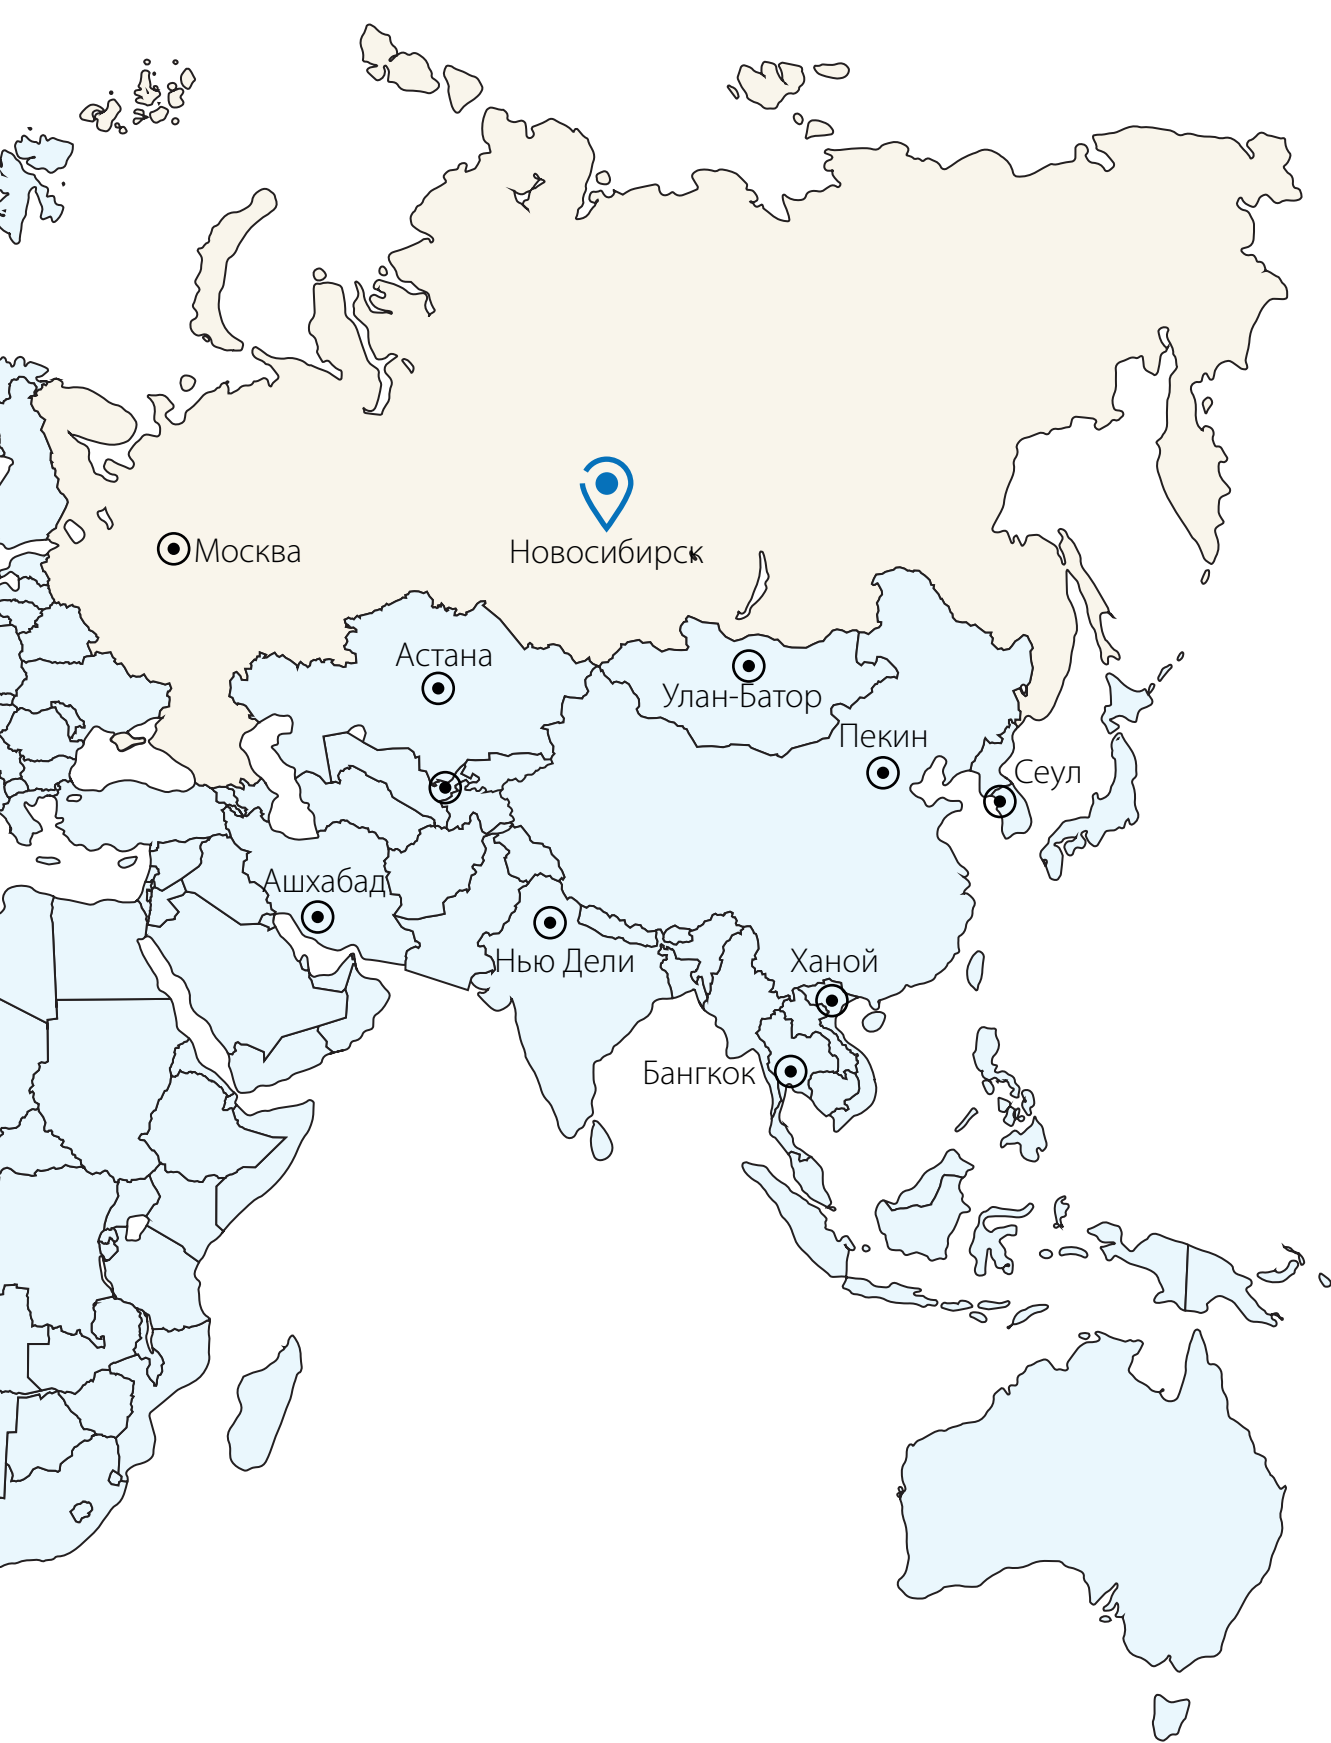 Москва
Новосибирск
Астана
Улан-Батор
Пекин
Сеул
Ашхабад
Нью Дели
Ханой
Бангкок